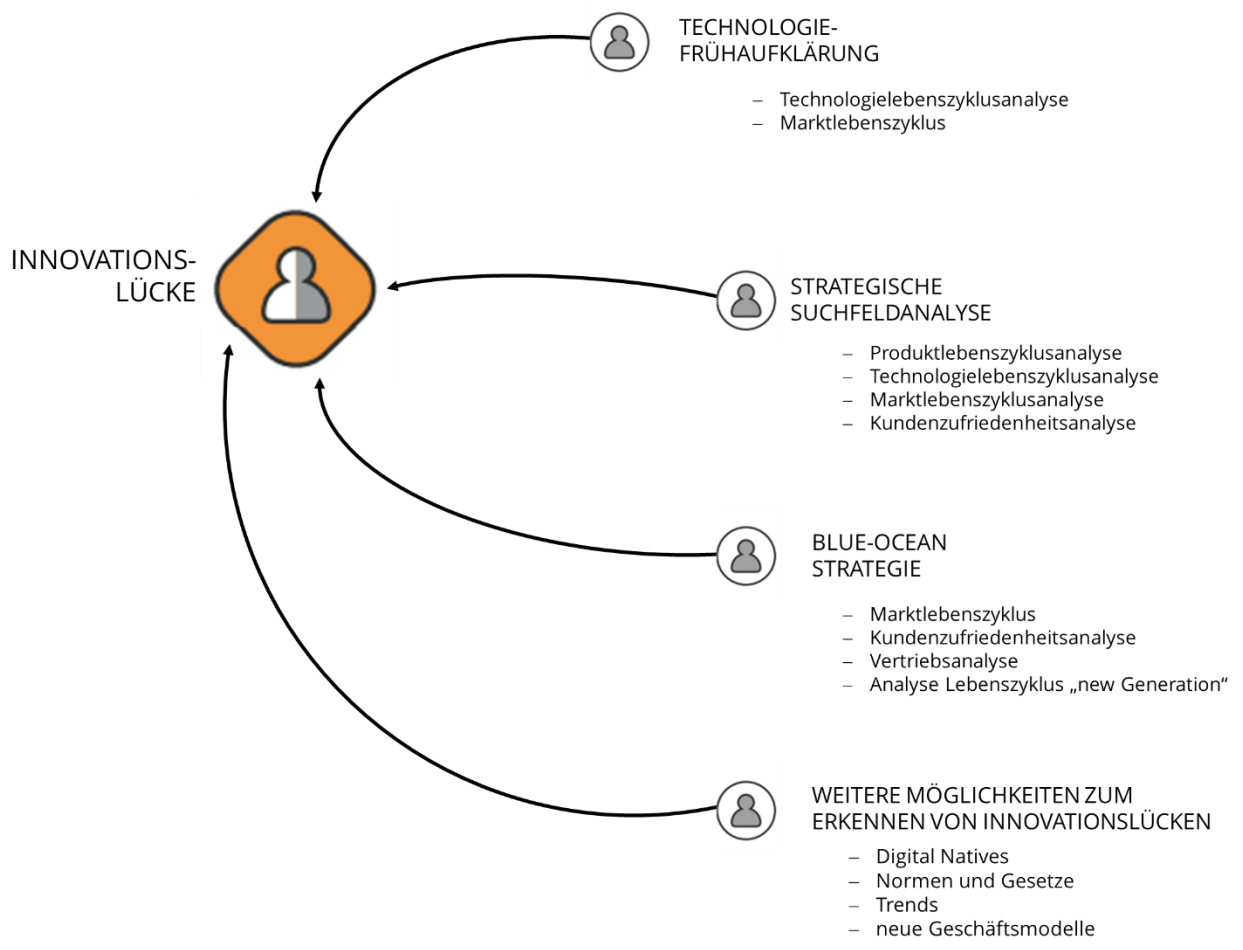 TECHNOLOGIE-
FRÜHAUFKLÄRUNG
– Technologielebenszyklusanalyse
– Marktlebenszyklus
INNOVATIONS-
LÜCKE
STRATEGISCHE
SUCHFELDANALYSE
– Produktlebenszyklusanalyse
– Technologielebenszyklusanalyse
– Marktlebenszyklusanalyse
– Kundenzufriedenheitsanalyse
BLUE-OCEAN
STRATEGIE
– Marktlebenszyklus
– Kundenzufriedenheitsanalyse
– Vertriebsanalyse
– Analyse Lebenszyklus „new Generation“
WEITERE MÖGLICHKEITEN ZUM
ERKENNEN VON INNOVATIONSLÜCKEN
– Digital Natives
– Normen und Gesetze
– Trends
– neue Geschäftsmodelle